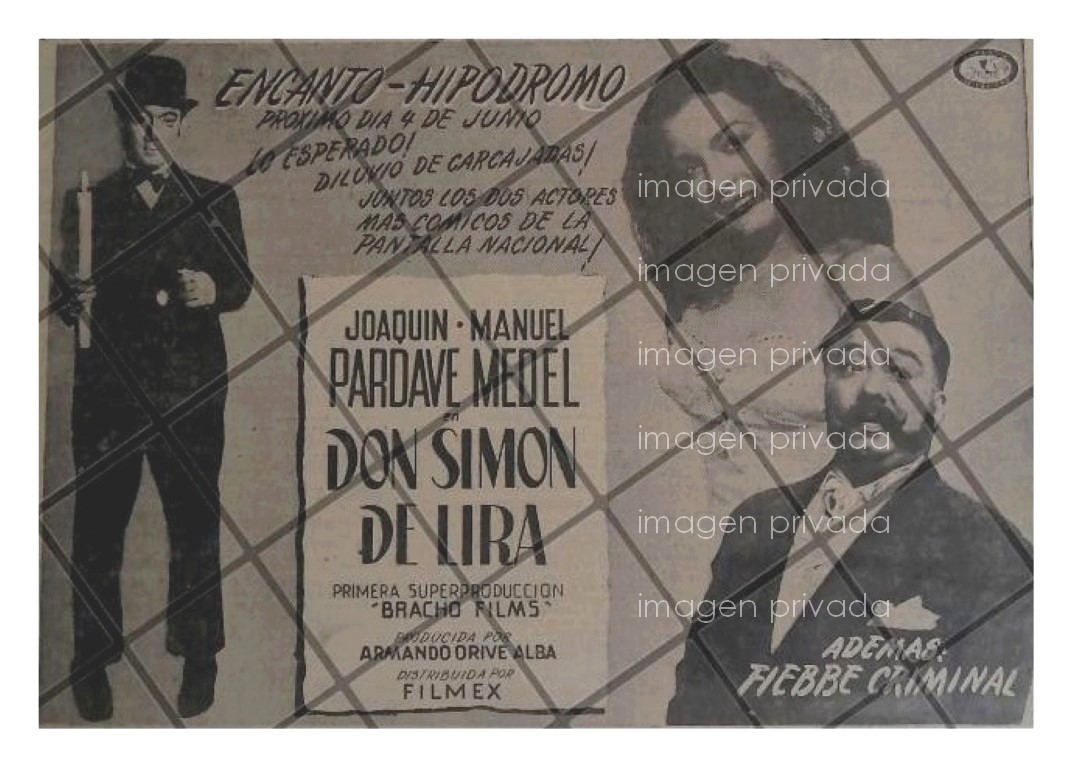 ENCANTO - HIPODROMO
PROXIMO DIA 4 DE JUNIO
¡LO ESPERADO!
DILUVIO DE CARCAJADAS!
JUNTOS LOS DOS ACTORES
MAS COMICOS DE LA
PANTALLA NACIONAL!
JOAQUIN · MANUEL
PARDAVE MEDEL
en
DON SIMON
DE LIRA
PRIMERA SUPERPRODUCCION
"BRACHO FILMS"
PRODUCIDA POR
ARMANDO ORIVE ALBA
DISTRIBUIDA POR
FILMEX
ADEMAS:
FIEBBE CRIMINAL
imagen privada
imagen privada
imagen privada
imagen privada
imagen privada
imagen privada